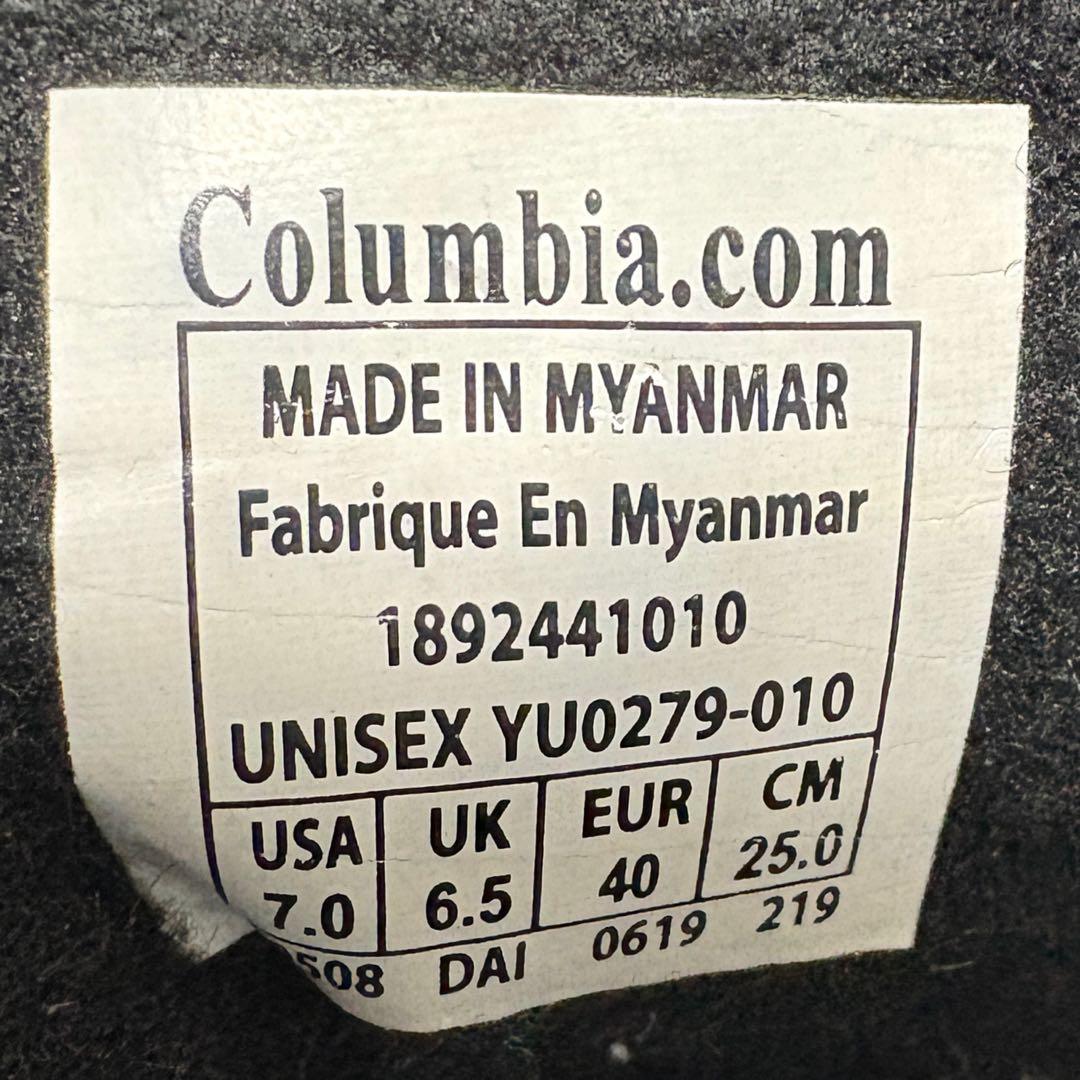 Columbia.com
MADE IN MYANMAR
Fabrique En Myanmar
1892441010
UNISEX YU0279-010
USA UK EUR CM
7.0 6.5 40 25.0
508 DAI 0619 219